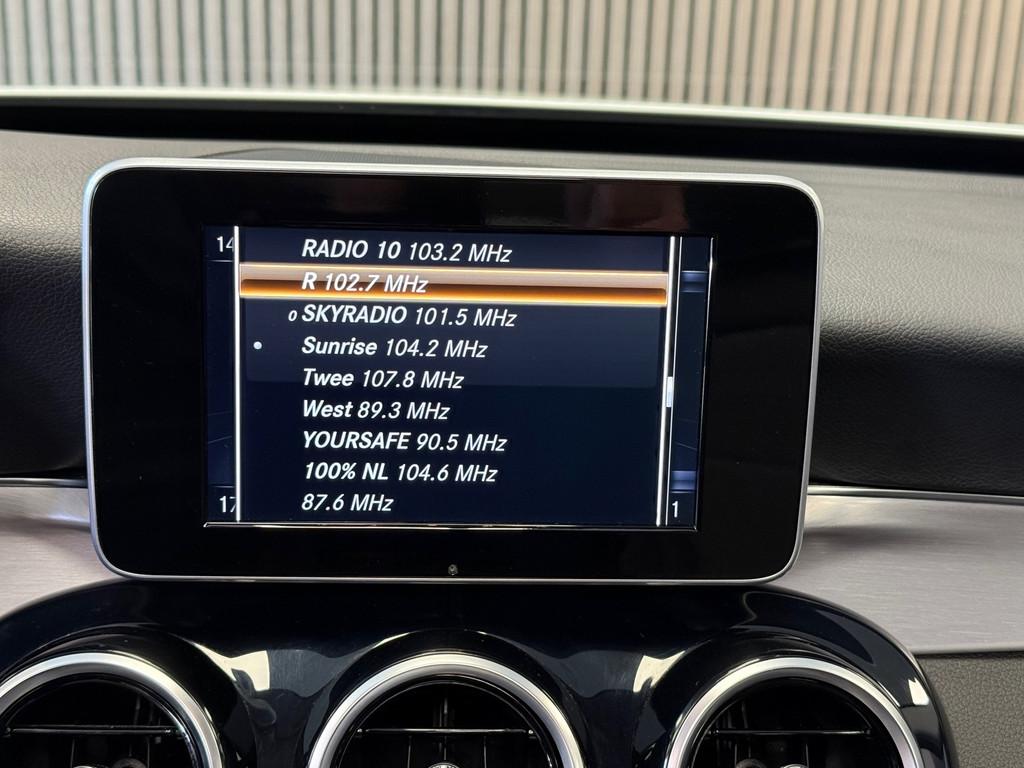 14
RADIO 10 103.2 MHz
R 102.7 MHz
o SKYRADIO 101.5 MHz
Sunrise 104.2 MHz
Twee 107.8 MHz
West 89.3 MHz
YOURSAFE 90.5 MHz
100% NL 104.6 MHz
17 87.6 MHz 1